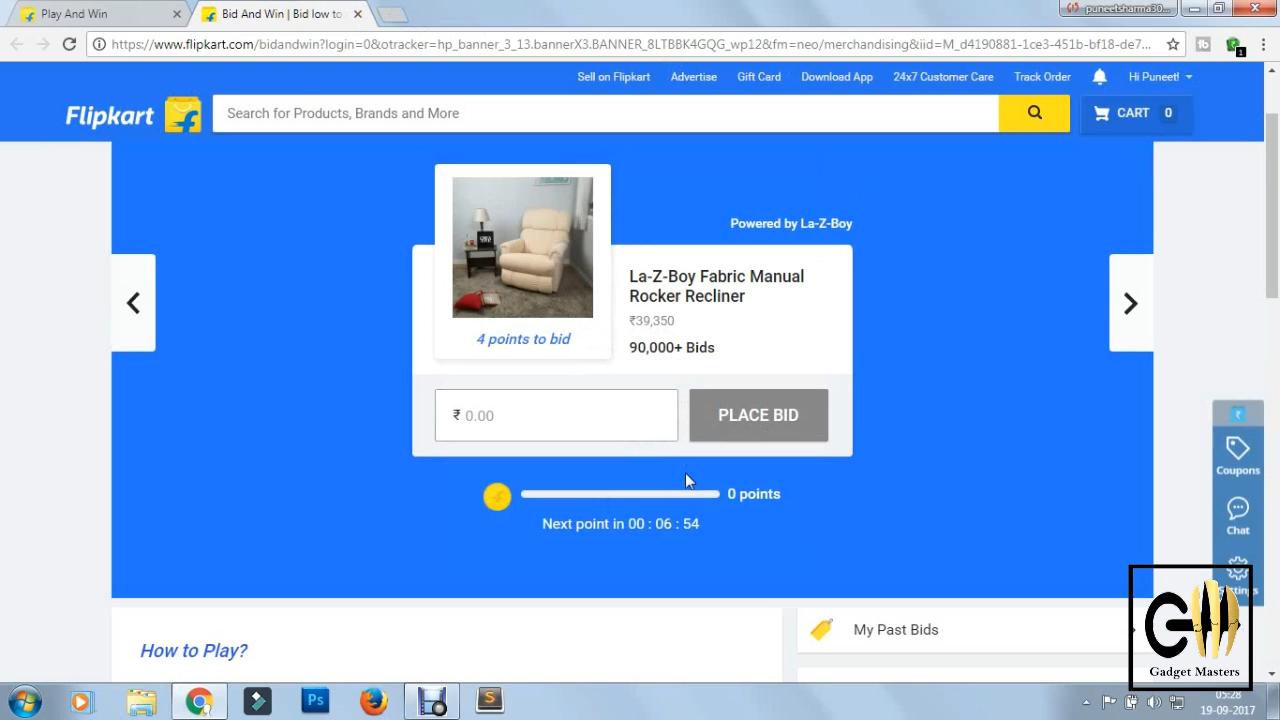 Play And Win
Bid And Win | Bid low to
puneetsharma30...
https://www.flipkart.com/bidandwin?login=0&otracker=hp_banner_3_13.bannerX3.BANNER_8LTBBK4GQG_wp12&fm=neo/merchandising&iid=M_d4190881-1ce3-451b-bf18-de7...
1
Sell on Flipkart Advertise Gift Card Download App 24x7 Customer Care Track Order Hi Puneet!
Flipkart
Search for Products, Brands and More
CART 0
Powered by La-Z-Boy
La-Z-Boy Fabric Manual
Rocker Recliner
₹39,350
90,000+ Bids
4 points to bid
₹ 0.00
PLACE BID
0 points
Next point in 00 : 06 : 54
Coupons
Chat
How to Play?
My Past Bids
Gadget Masters
Ps
S
05:28
19-09-2017